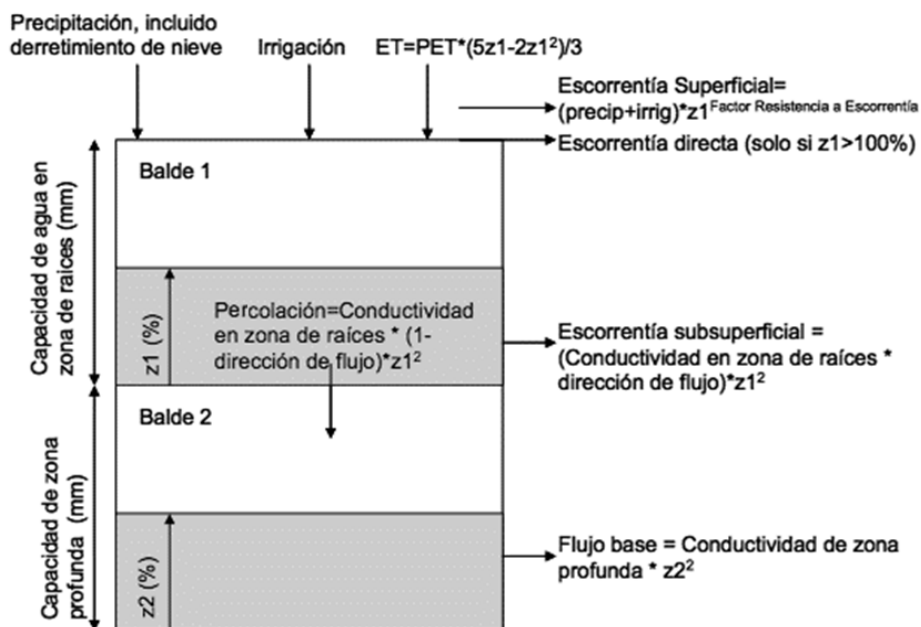 Precipitación, incluido
derretimiento de nieve
Irrigación
ET=PET*(5z1-2z1²)/3
Escorrentía Superficial=
(precip+irrig)*z1^Factor Resistencia a Escorrentía
Escorrentía directa (solo si z1>100%)
Capacidad de agua en
zona de raices (mm)
Balde 1
z1 (%)
Percolación=Conductividad
en zona de raíces * (1-
dirección de flujo)*z1²
Escorrentía subsuperficial =
(Conductividad en zona de raíces *
dirección de flujo)*z1²
Capacidad de zona
profunda (mm)
Balde 2
z2 (%)
Flujo base = Conductividad de zona
profunda * z2²